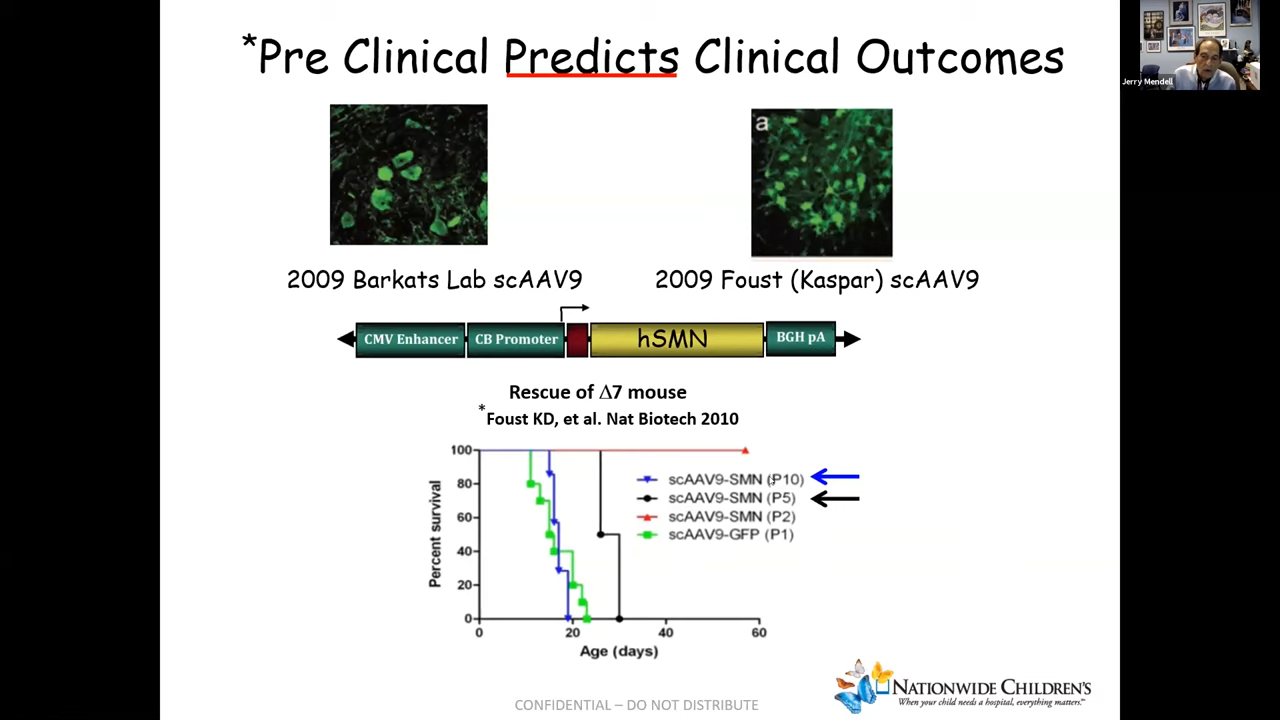 *Pre Clinical Predicts Clinical Outcomes
Jerry Mendell
a
2009 Barkats Lab scAAV9
2009 Foust (Kaspar) scAAV9
CMV Enhancer
CB Promoter
hSMN
BGH pA
Rescue of Δ7 mouse
*Foust KD, et al. Nat Biotech 2010
Percent survival
100
80
60
40
20
0
scAAV9-SMN (P10)
scAAV9-SMN (P5)
scAAV9-SMN (P2)
scAAV9-GFP (P1)
0
20
40
60
Age (days)
NATIONWIDE CHILDREN'S
When your child needs a hospital, everything matters.
CONFIDENTIAL – DO NOT DISTRIBUTE